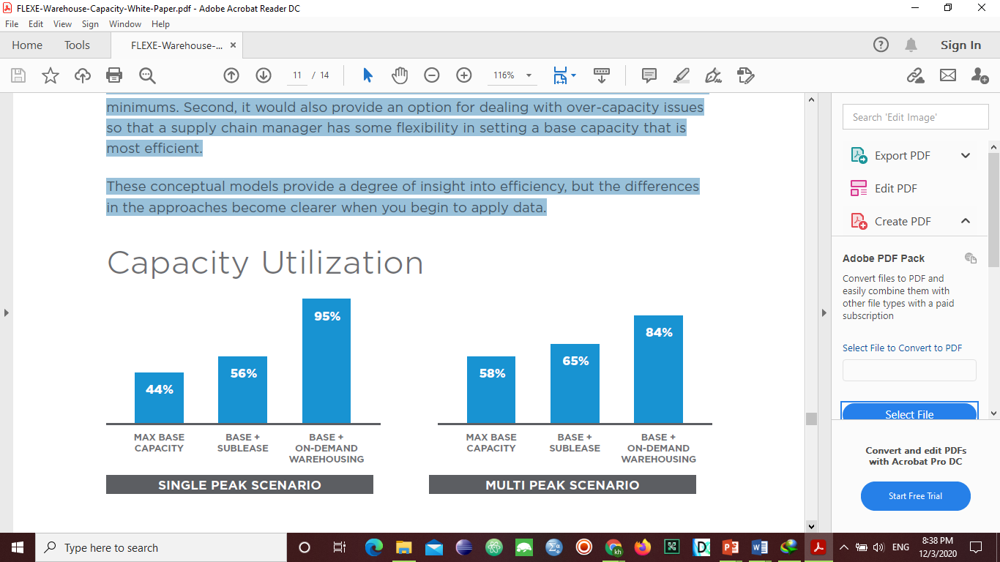 FLEXE-Warehouse-Capacity-White-Paper.pdf - Adobe Acrobat Reader DC
File Edit View Sign Window Help
Home Tools FLEXE-Warehouse-... × Sign In
11 / 14 116%
minimums. Second, it would also provide an option for dealing with over-capacity issues
so that a supply chain manager has some flexibility in setting a base capacity that is
most efficient.
These conceptual models provide a degree of insight into efficiency, but the differences
in the approaches become clearer when you begin to apply data.
Capacity Utilization
44%
56%
95%
MAX BASE
CAPACITY
BASE +
SUBLEASE
BASE +
ON-DEMAND
WAREHOUSING
SINGLE PEAK SCENARIO
58%
65%
84%
MAX BASE
CAPACITY
BASE +
SUBLEASE
BASE +
ON-DEMAND
WAREHOUSING
MULTI PEAK SCENARIO
Search 'Edit Image'
Export PDF
Edit PDF
Create PDF
Adobe PDF Pack
Convert files to PDF and
easily combine them with
other file types with a paid
subscription
Select File to Convert to PDF
Select File
Convert and edit PDFs
with Acrobat Pro DC
Start Free Trial
Type here to search
kh
ENG
8:38 PM
12/3/2020